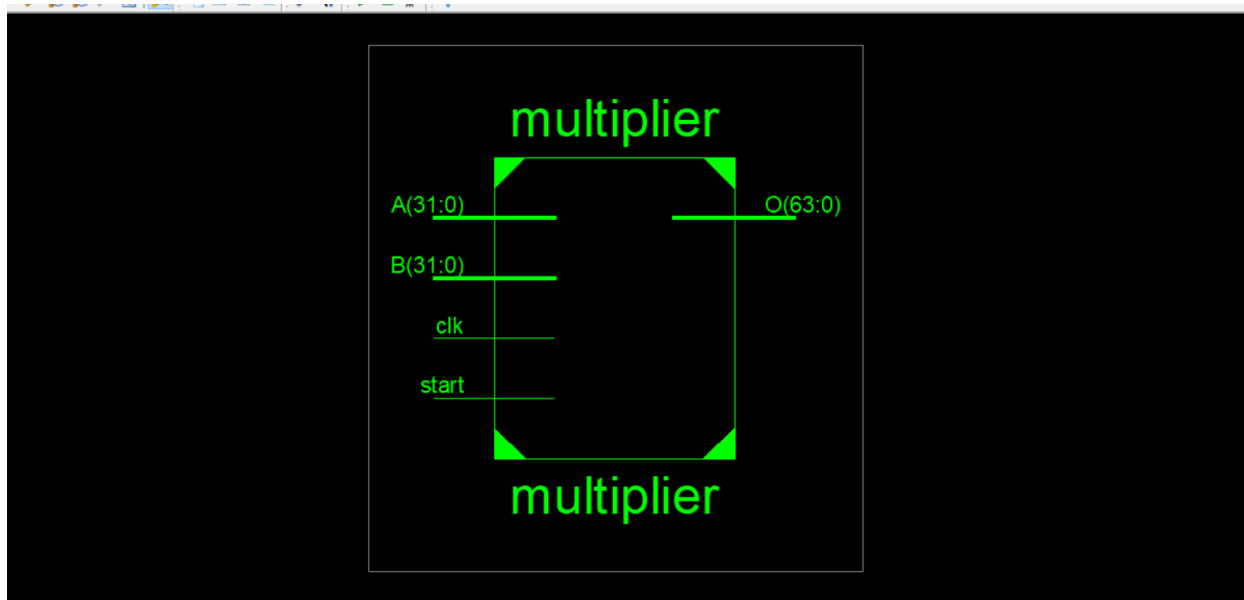 multiplier
A(31:0)
O(63:0)
B(31:0)
clk
start
multiplier